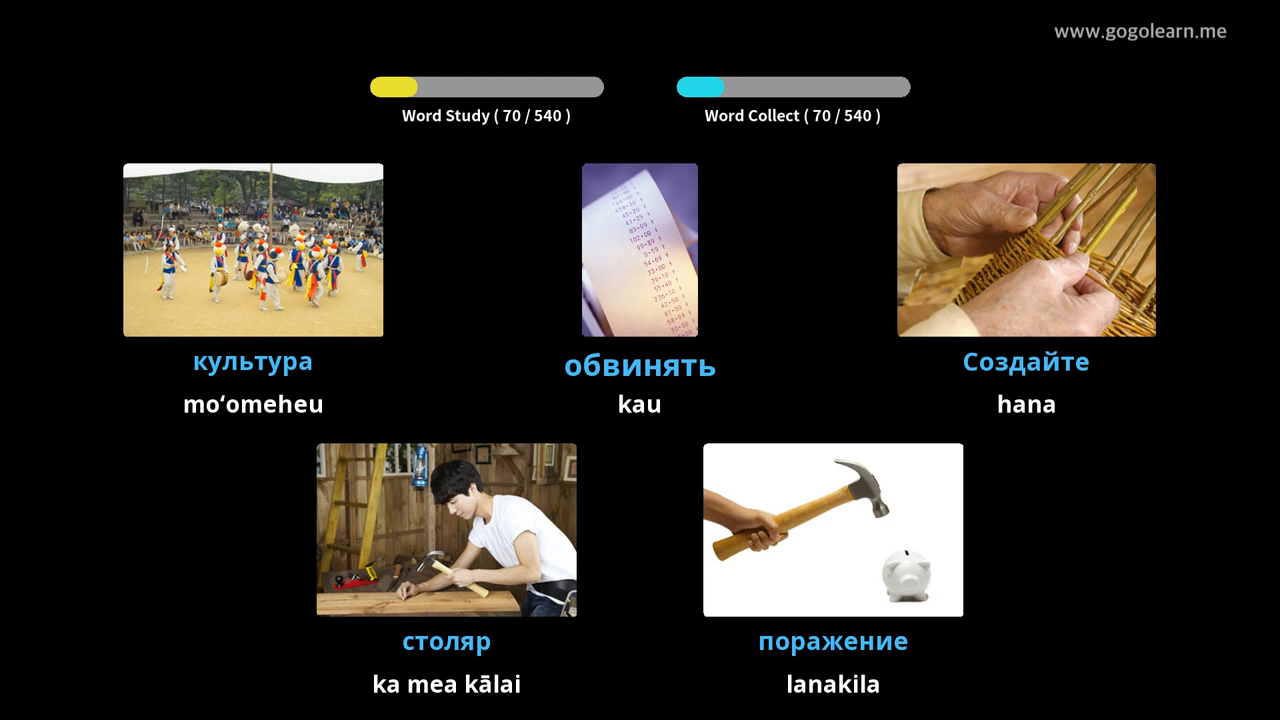 www.gogolearn.me
Word Study ( 70 / 540 )
Word Collect ( 70 / 540 )
культура
обвинять
Создайте
moʻomeheu
kau
hana
столяр
поражение
ka mea kālai
lanakila